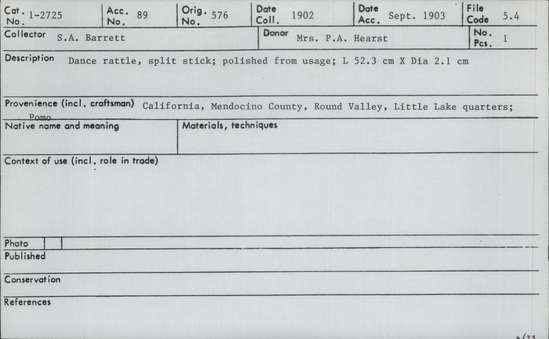 Cat. No. 1-2725 Acc. No. 89 Orig. No. 576 Date Coll. 1902 Date Acc. Sept. 1903 File Code 5.4
Collector S.A. Barrett Donor Mrs. P.A. Hearst No. Pcs. 1
Description Dance rattle, split stick; polished from usage; L 52.3 cm X Dia 2.1 cm
Provenience (incl. craftsman) California, Mendocino County, Round Valley, Little Lake quarters;
Pomo
Native name and meaning Materials, techniques
Context of use (incl. role in trade)
Photo
Published
Conservation
References